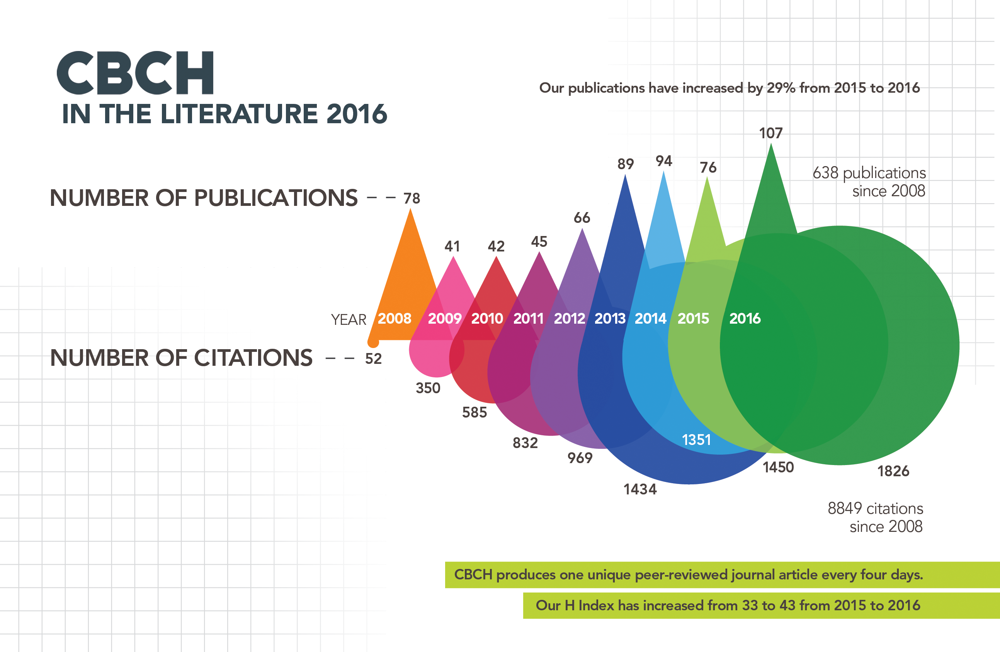 CBCH
IN THE LITERATURE 2016
Our publications have increased by 29% from 2015 to 2016
107
89
94
76
638 publications
since 2008
NUMBER OF PUBLICATIONS – – 78
66
41
42
45
YEAR 2008 2009 2010 2011 2012 2013 2014 2015 2016
NUMBER OF CITATIONS – – 52
350
585
832
969
1434
1351
1450
1826
8849 citations
since 2008
CBCH produces one unique peer-reviewed journal article every four days.
Our H Index has increased from 33 to 43 from 2015 to 2016